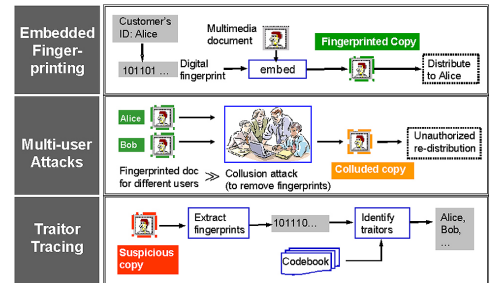 Embedded
Finger-
printing
Customer's
ID: Alice
101101 ...
Digital
fingerprint
Multimedia
document
embed
Fingerprinted Copy
Distribute
to Alice
Multi-user
Attacks
Alice
Bob
Fingerprinted doc
for different users
≫ Collusion attack
(to remove fingerprints)
Colluded copy
Unauthorized
re-distribution
Traitor
Tracing
Suspicious
copy
Extract
fingerprints
101110...
Codebook
Identify
traitors
Alice,
Bob,
...